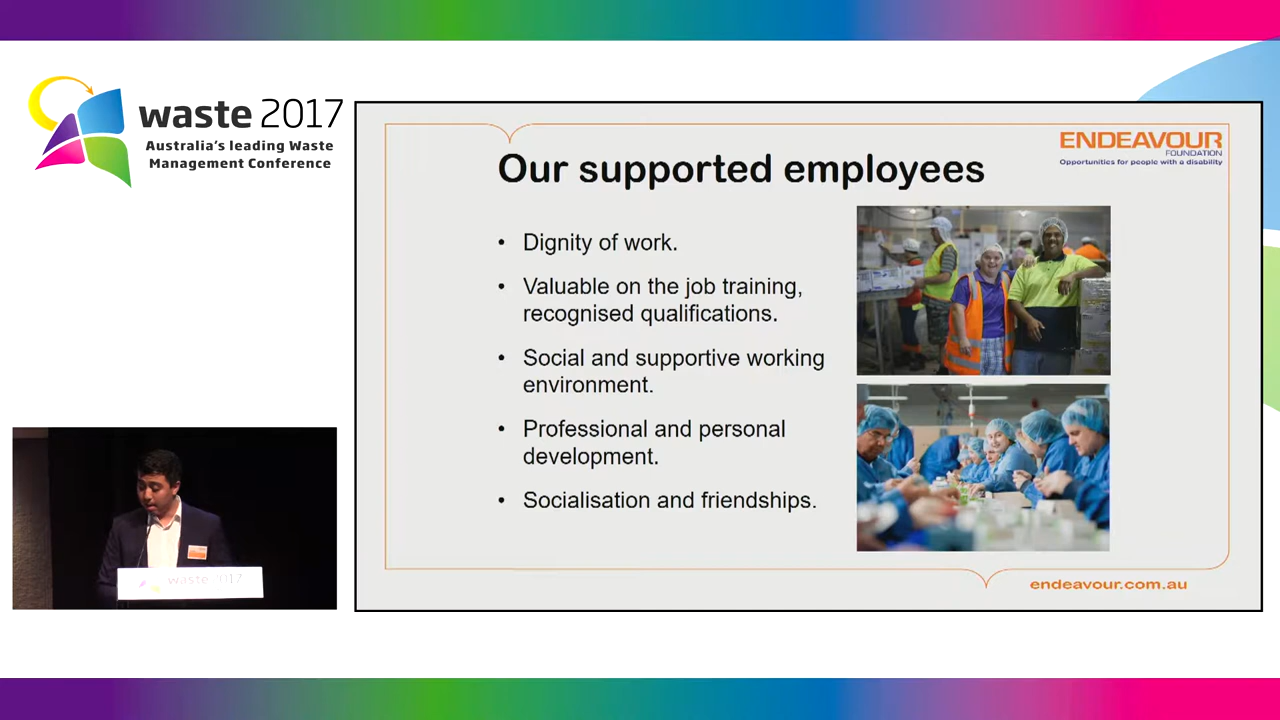 waste 2017
Australia's leading Waste
Management Conference
ENDEAVOUR
FOUNDATION
Opportunities for people with a disability
Our supported employees
• Dignity of work.
• Valuable on the job training,
recognised qualifications.
• Social and supportive working
environment.
• Professional and personal
development.
• Socialisation and friendships.
endeavour.com.au
waste 2017